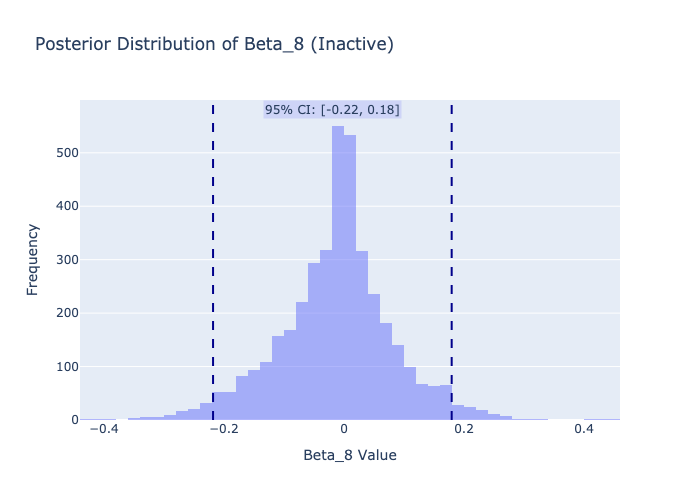 Posterior Distribution of Beta_8 (Inactive)
95% CI: [-0.22, 0.18]
500
400
300
200
100
0
Frequency
−0.4
−0.2
0
0.2
0.4
Beta_8 Value